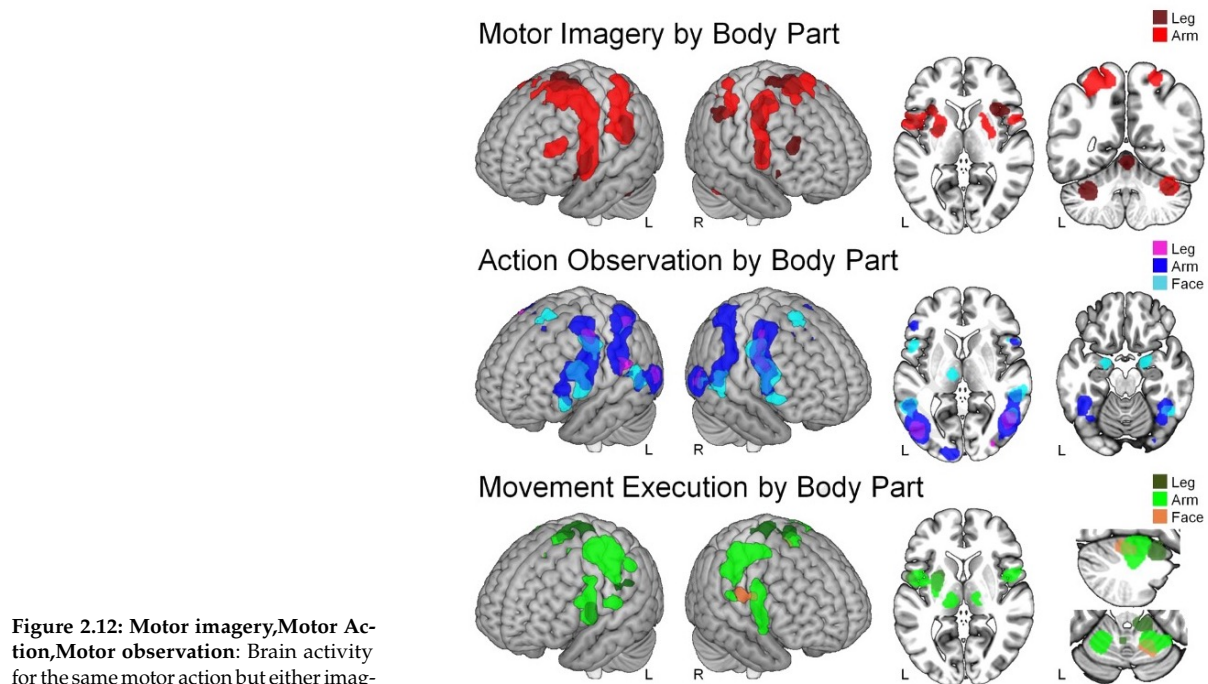 Motor Imagery by Body Part
Leg
Arm
L
R
L
L
Action Observation by Body Part
Leg
Arm
Face
L
R
L
L
Movement Execution by Body Part
Leg
Arm
Face
L
R
L
L
Figure 2.12: Motor imagery,Motor Ac-
tion,Motor observation: Brain activity
for the same motor action but either imag-